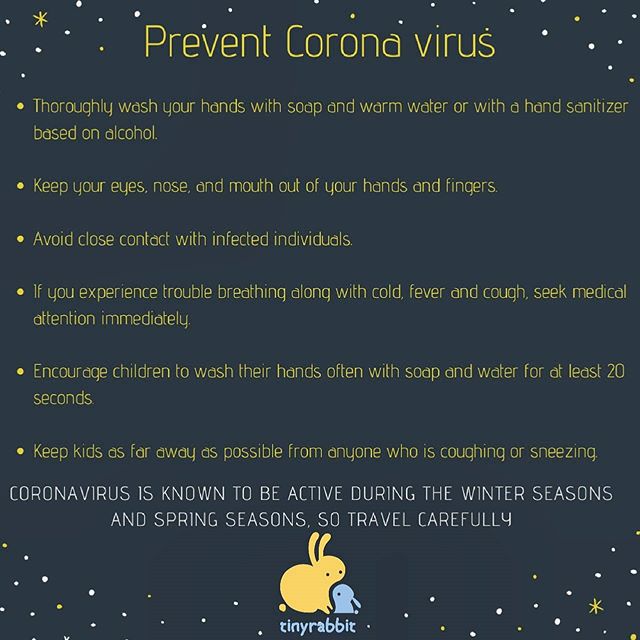 Prevent Corona virus
• Thoroughly wash your hands with soap and warm water or with a hand sanitizer
based on alcohol.
• Keep your eyes, nose, and mouth out of your hands and fingers.
• Avoid close contact with infected individuals.
• If you experience trouble breathing along with cold, fever and cough, seek medical
attention immediately.
• Encourage children to wash their hands often with soap and water for at least 20
seconds.
• Keep kids as far away as possible from anyone who is coughing or sneezing.
CORONAVIRUS IS KNOWN TO BE ACTIVE DURING THE WINTER SEASONS
AND SPRING SEASONS, SO TRAVEL CAREFULLY
tinyrabbit